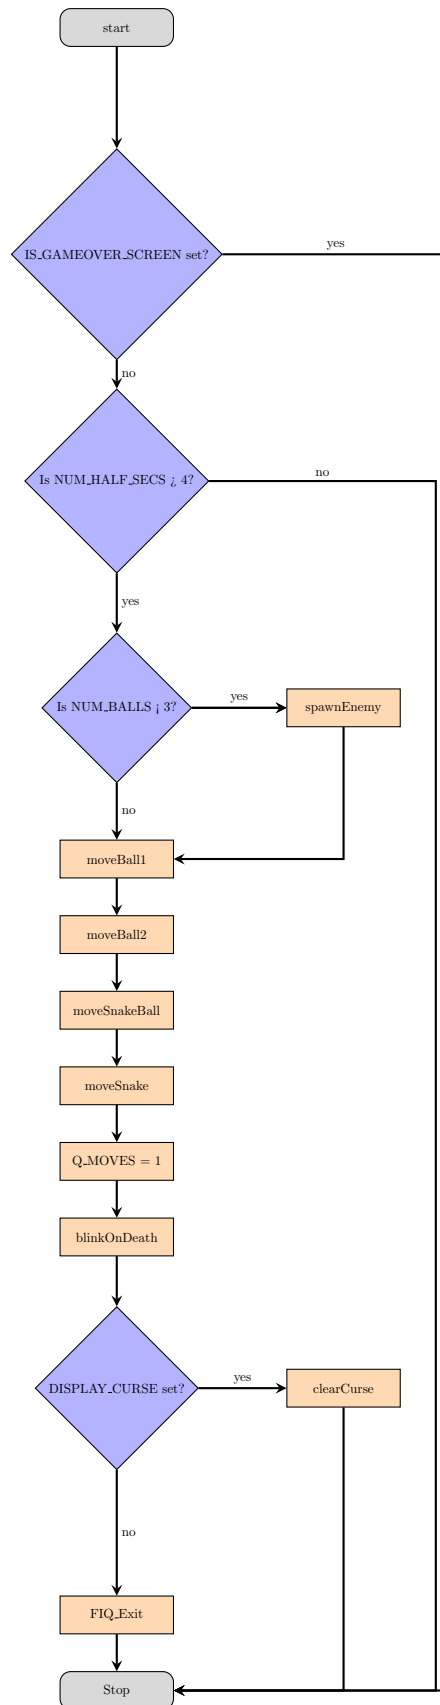 start
IS_GAMEOVER_SCREEN set?
yes
no
Is NUM_HALF_SECS ¿ 4?
no
yes
Is NUM_BALLS ¡ 3?
yes
spawnEnemy
no
moveBall1
moveBall2
moveSnakeBall
moveSnake
Q_MOVES = 1
blinkOnDeath
DISPLAY_CURSE set?
yes
clearCurse
no
FIQ_Exit
Stop